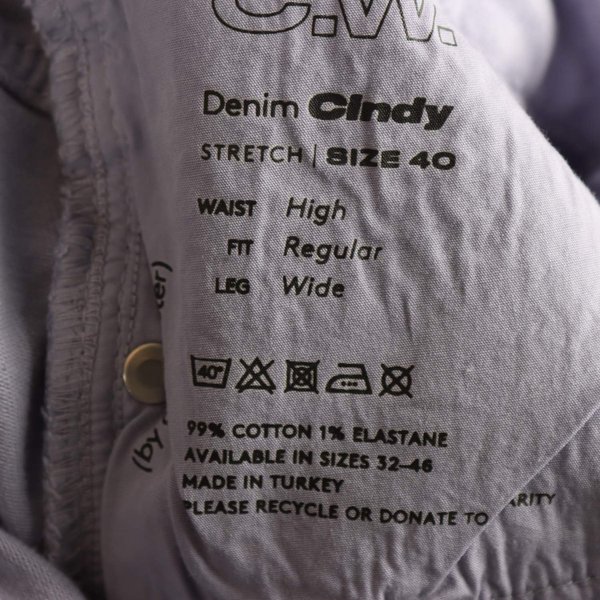 C.W.
Denim Cindy
STRETCH | SIZE 40
WAIST High
FIT Regular
LEG Wide
40°
99% COTTON 1% ELASTANE
AVAILABLE IN SIZES 32–46
MADE IN TURKEY
PLEASE RECYCLE OR DONATE TO
(by